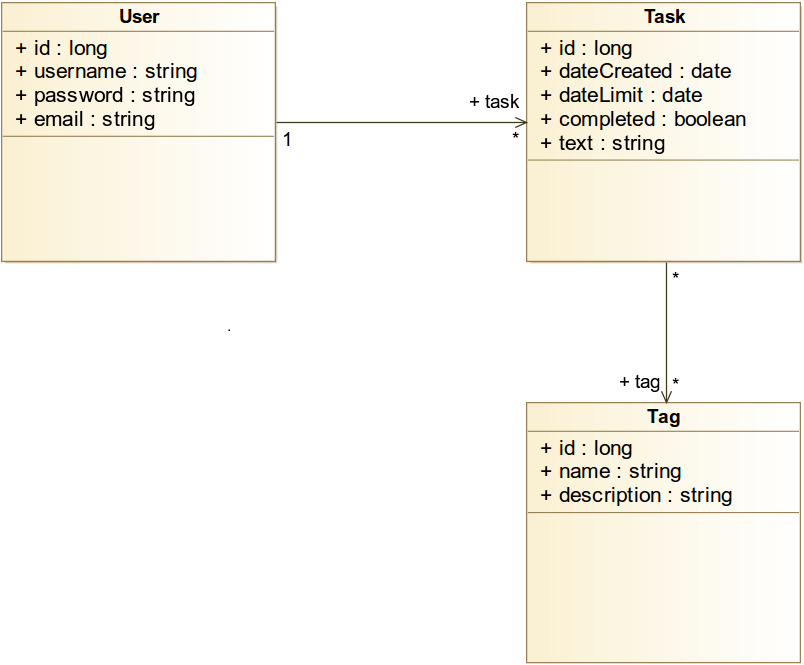 User
+ id : long
+ username : string
+ password : string
+ email : string
+ task
1
*
Task
+ id : long
+ dateCreated : date
+ dateLimit : date
+ completed : boolean
+ text : string
*
+ tag
*
Tag
+ id : long
+ name : string
+ description : string
.